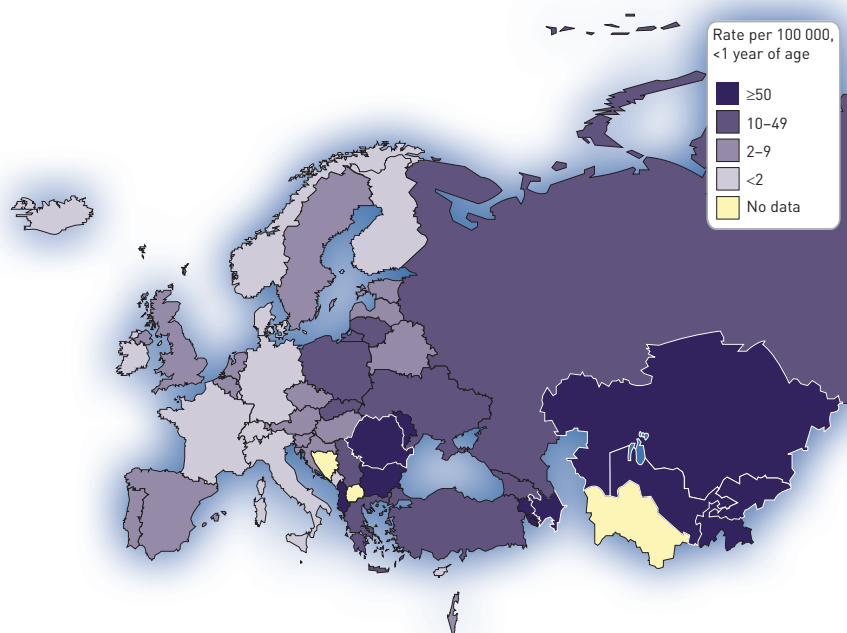 Rate per 100 000,
<1 year of age
≥50
10–49
2–9
<2
No data